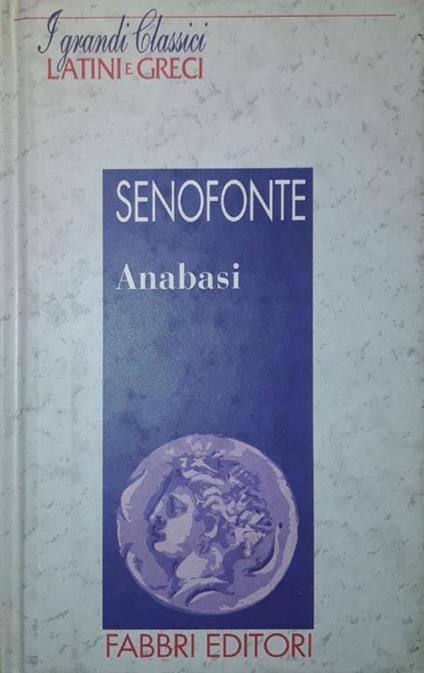 I grandi Classici
LATINI E GRECI
SENOFONTE
Anabasi
FABBRI EDITORI